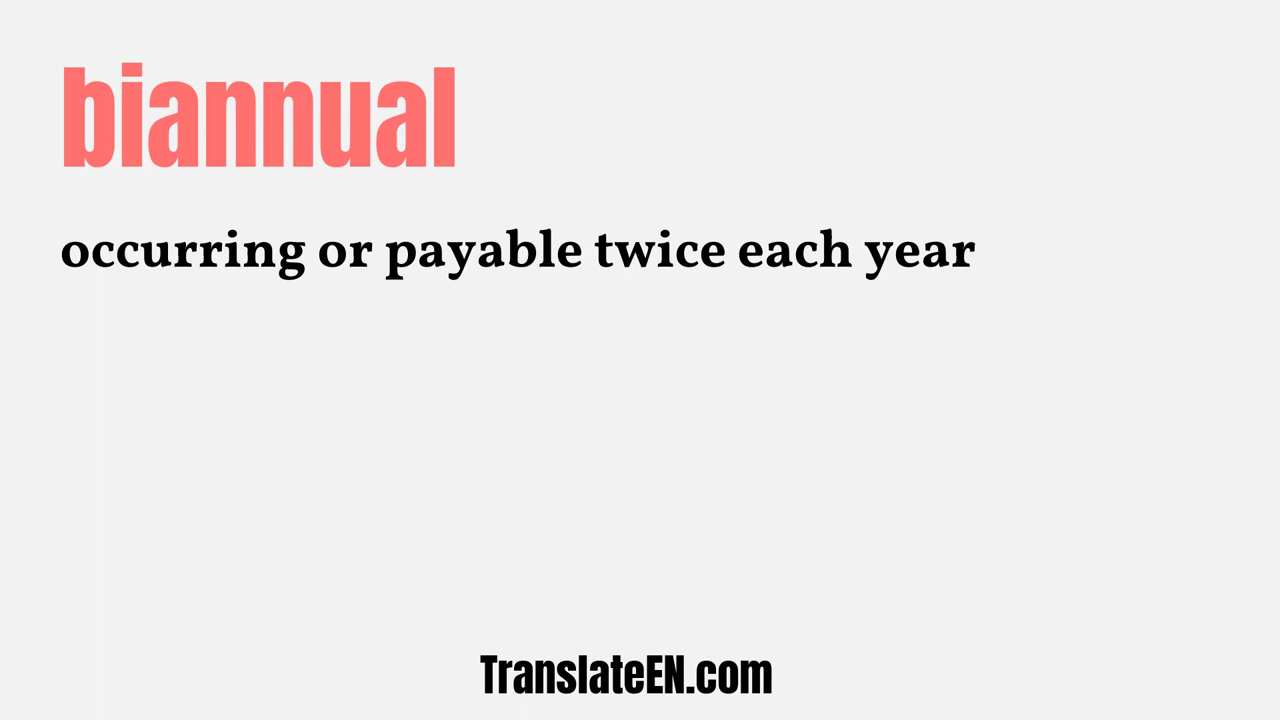 biannual
occurring or payable twice each year
TranslateEN.com